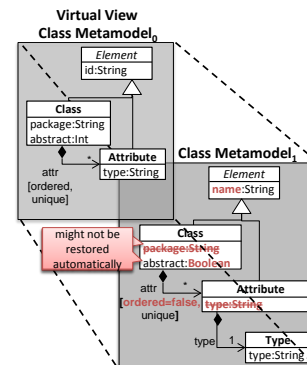 Virtual View
Class Metamodel0
Element
id:String
Class
package:String
abstract:Int
*
Attribute
type:String
attr
[ordered,
unique]
Class Metamodel1
Element
name:String
might not be
restored
automatically
Class
package:String
abstract:Boolean
attr
[ordered=false,
unique]
*
Attribute
type:String
type
1
Type
type:String